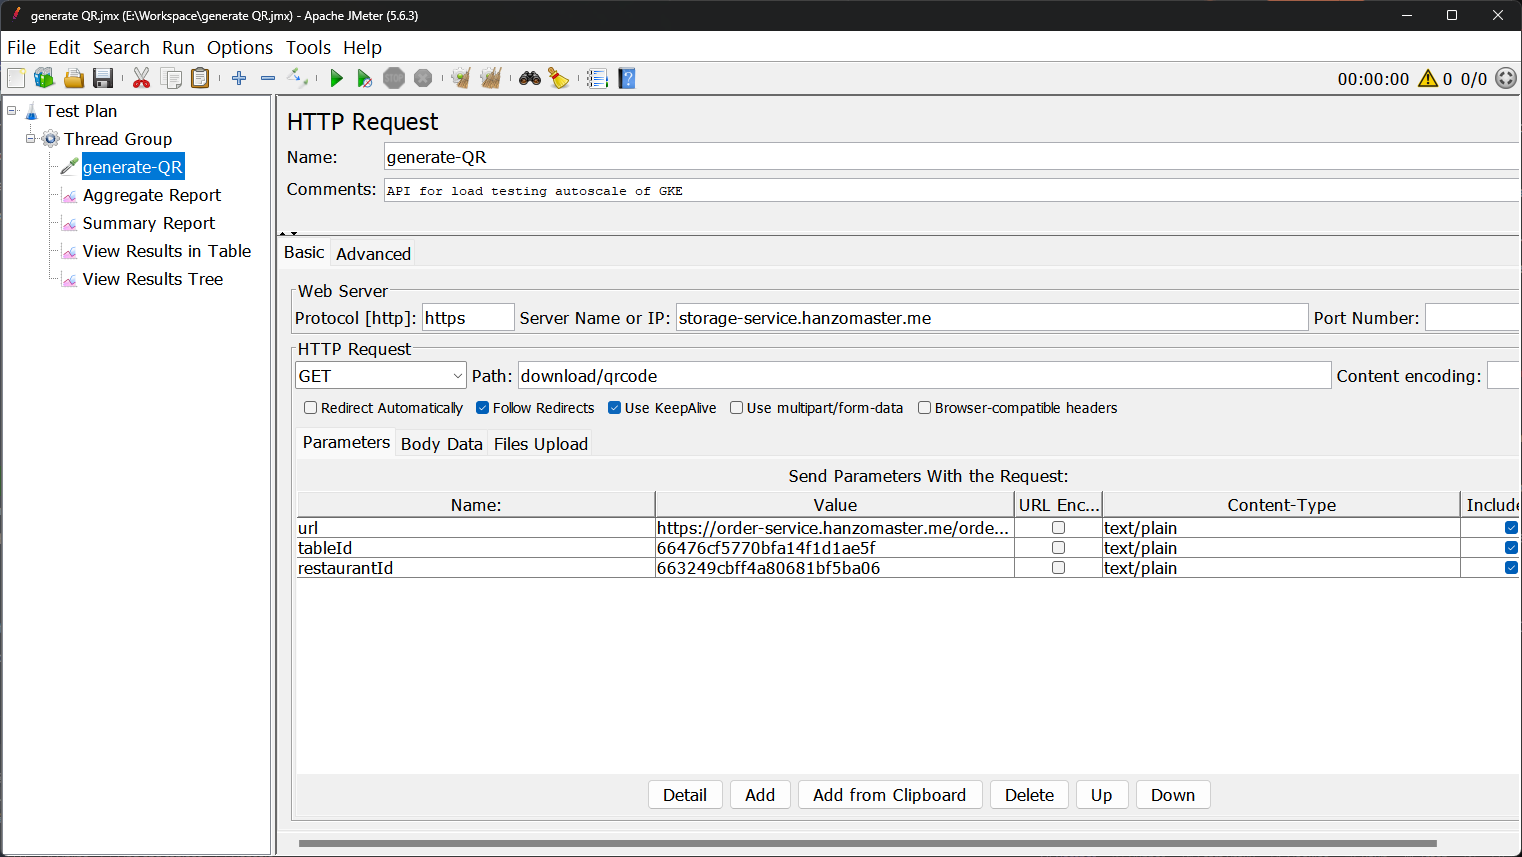 generate QR.jmx (E:\Workspace\generate QR.jmx) - Apache JMeter (5.6.3)
File Edit Search Run Options Tools Help
STOP
00:00:00 0 0/0
Test Plan
Thread Group
generate-QR
Aggregate Report
Summary Report
View Results in Table
View Results Tree
HTTP Request
Name: generate-QR
Comments: API for load testing autoscale of GKE
Basic Advanced
Web Server
Protocol [http]: https Server Name or IP: storage-service.hanzomaster.me Port Number:
HTTP Request
GET Path: download/qrcode Content encoding:
Redirect Automatically Follow Redirects Use KeepAlive Use multipart/form-data Browser-compatible headers
Parameters Body Data Files Upload
Send Parameters With the Request:
Name: Value URL Enc... Content-Type Include
url https://order-service.hanzomaster.me/orde... text/plain
tableId 66476cf5770bfa14f1d1ae5f text/plain
restaurantId 663249cbff4a80681bf5ba06 text/plain
Detail Add Add from Clipboard Delete Up Down